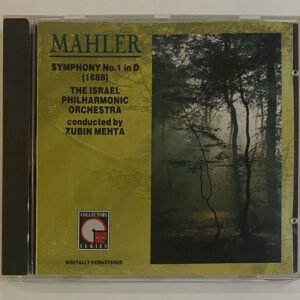 MAHLER
SYMPHONY No.1 in D
(1888)
THE ISRAEL
PHILHARMONIC
ORCHESTRA
conducted by
ZUBIN MEHTA
COLLECTORS
SERIES
DIGITALLY REMASTERED